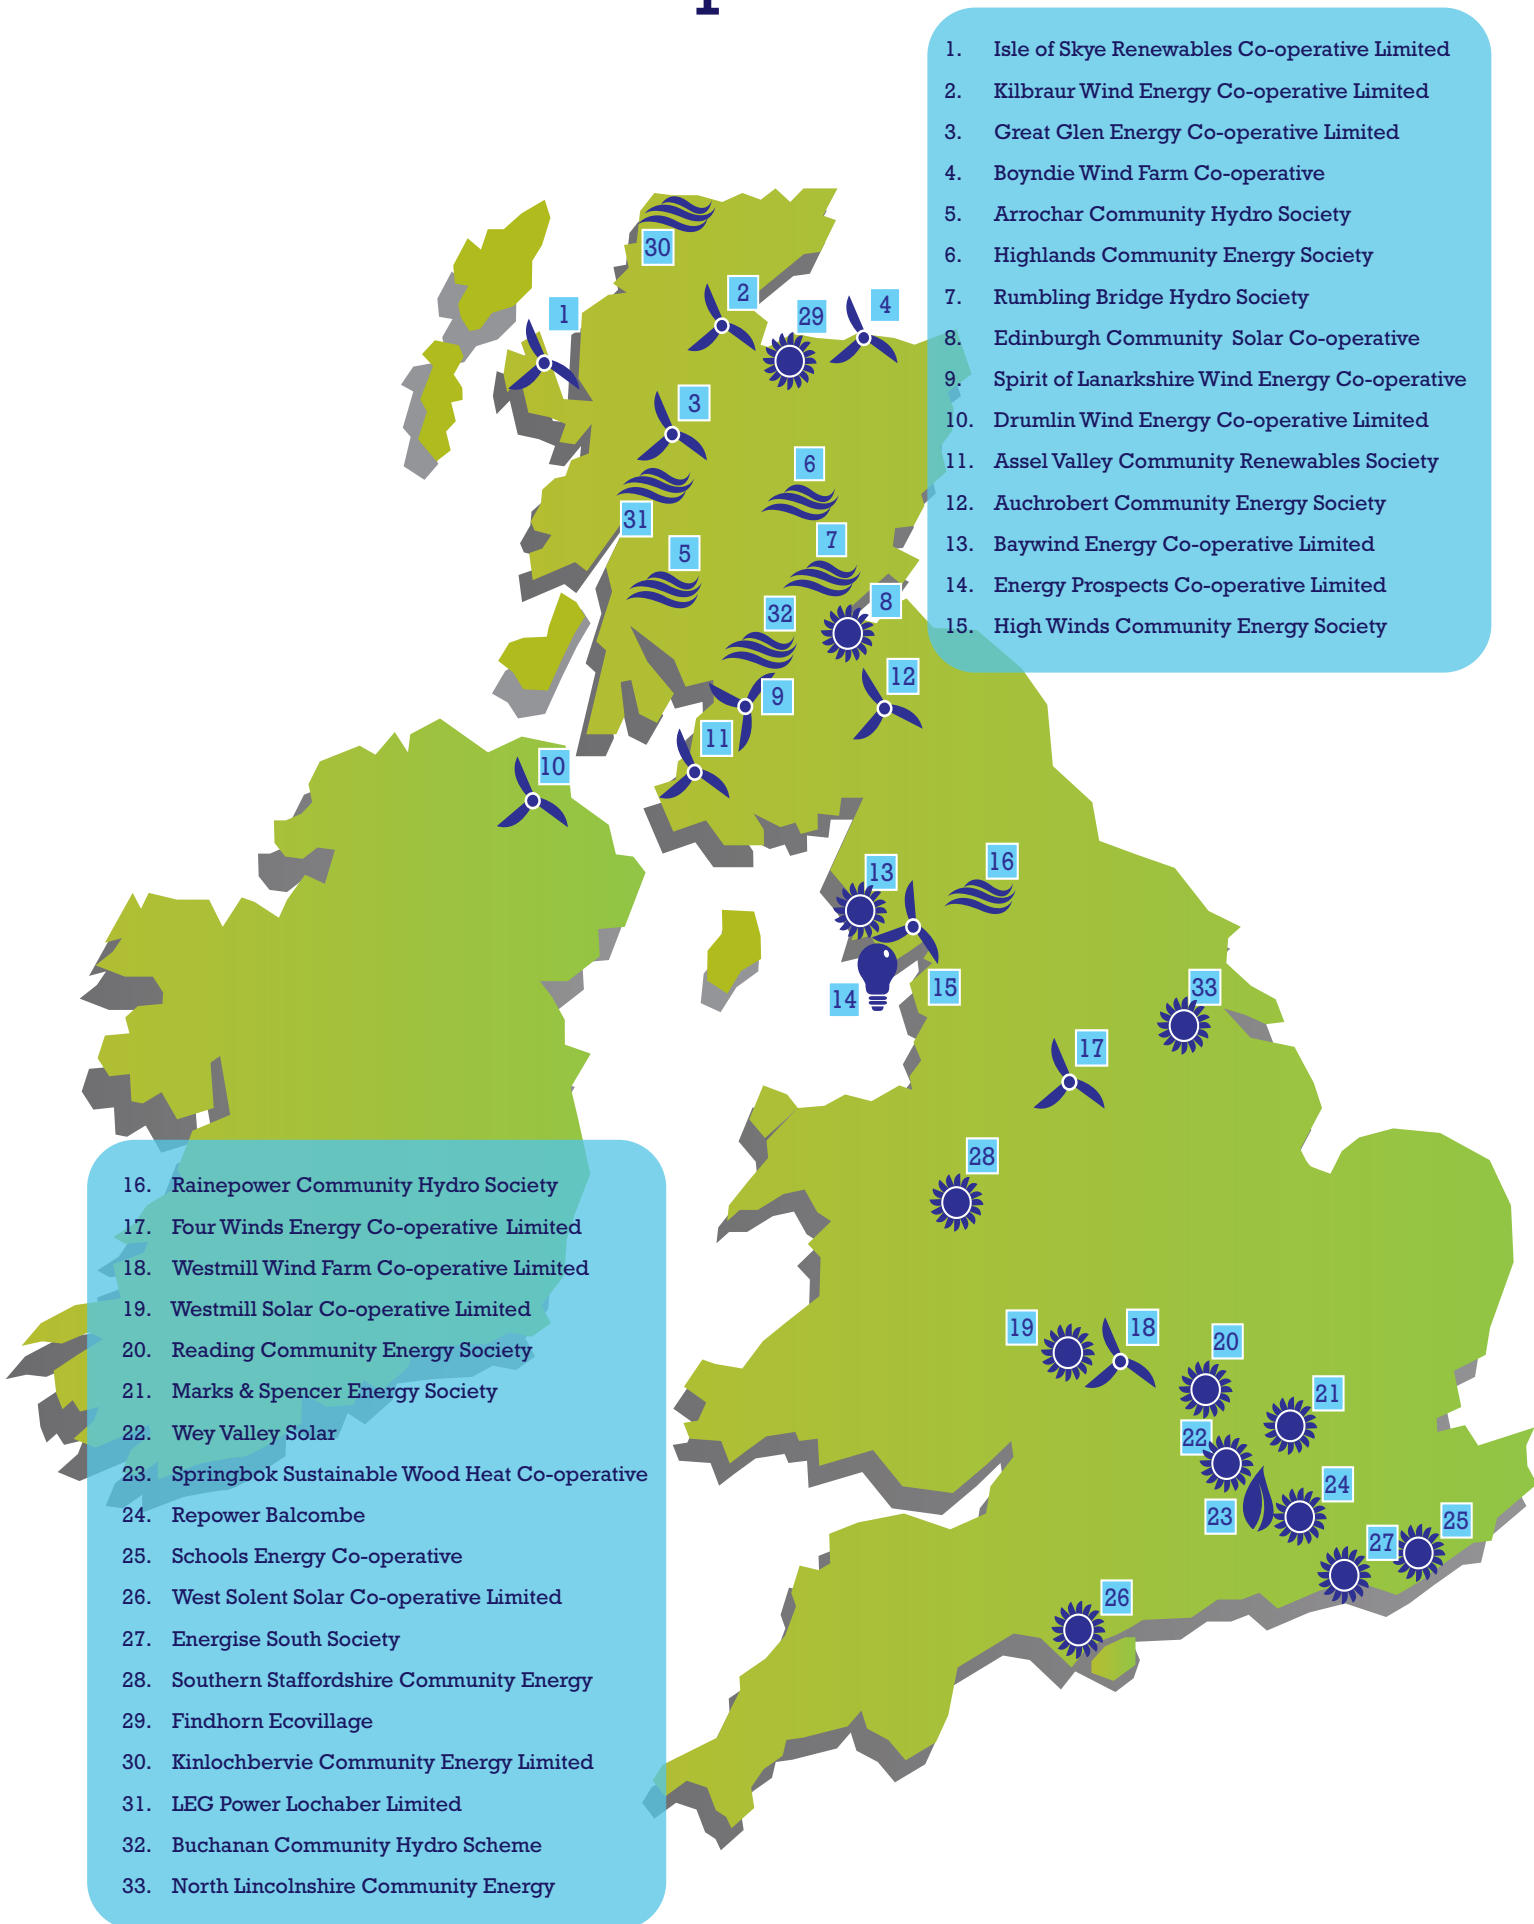 1. Isle of Skye Renewables Co-operative Limited
2. Kilbraur Wind Energy Co-operative Limited
3. Great Glen Energy Co-operative Limited
4. Boyndie Wind Farm Co-operative
5. Arrochar Community Hydro Society
6. Highlands Community Energy Society
7. Rumbling Bridge Hydro Society
8. Edinburgh Community Solar Co-operative
9. Spirit of Lanarkshire Wind Energy Co-operative
10. Drumlin Wind Energy Co-operative Limited
11. Assel Valley Community Renewables Society
12. Auchrobert Community Energy Society
13. Baywind Energy Co-operative Limited
14. Energy Prospects Co-operative Limited
15. High Winds Community Energy Society
30
2
1
29
4
3
6
31
7
5
8
32
12
9
11
10
13
16
14
15
33
17
28
19
18
20
21
22
24
23
25
27
26
16. Rainepower Community Hydro Society
17. Four Winds Energy Co-operative Limited
18. Westmill Wind Farm Co-operative Limited
19. Westmill Solar Co-operative Limited
20. Reading Community Energy Society
21. Marks & Spencer Energy Society
22. Wey Valley Solar
23. Springbok Sustainable Wood Heat Co-operative
24. Repower Balcombe
25. Schools Energy Co-operative
26. West Solent Solar Co-operative Limited
27. Energise South Society
28. Southern Staffordshire Community Energy
29. Findhorn Ecovillage
30. Kinlochbervie Community Energy Limited
31. LEG Power Lochaber Limited
32. Buchanan Community Hydro Scheme
33. North Lincolnshire Community Energy